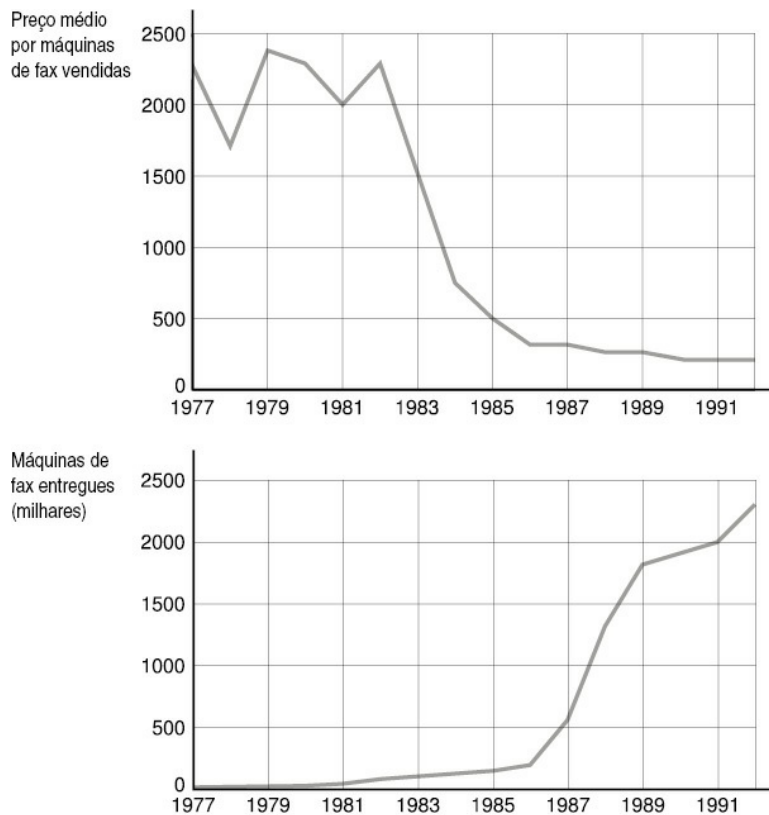 Preço médio
por máquinas
de fax vendidas
2500
2000
1500
1000
500
0
1977 1979 1981 1983 1985 1987 1989 1991
Máquinas de
fax entregues
(milhares)
2500
2000
1500
1000
500
0
1977 1979 1981 1983 1985 1987 1989 1991